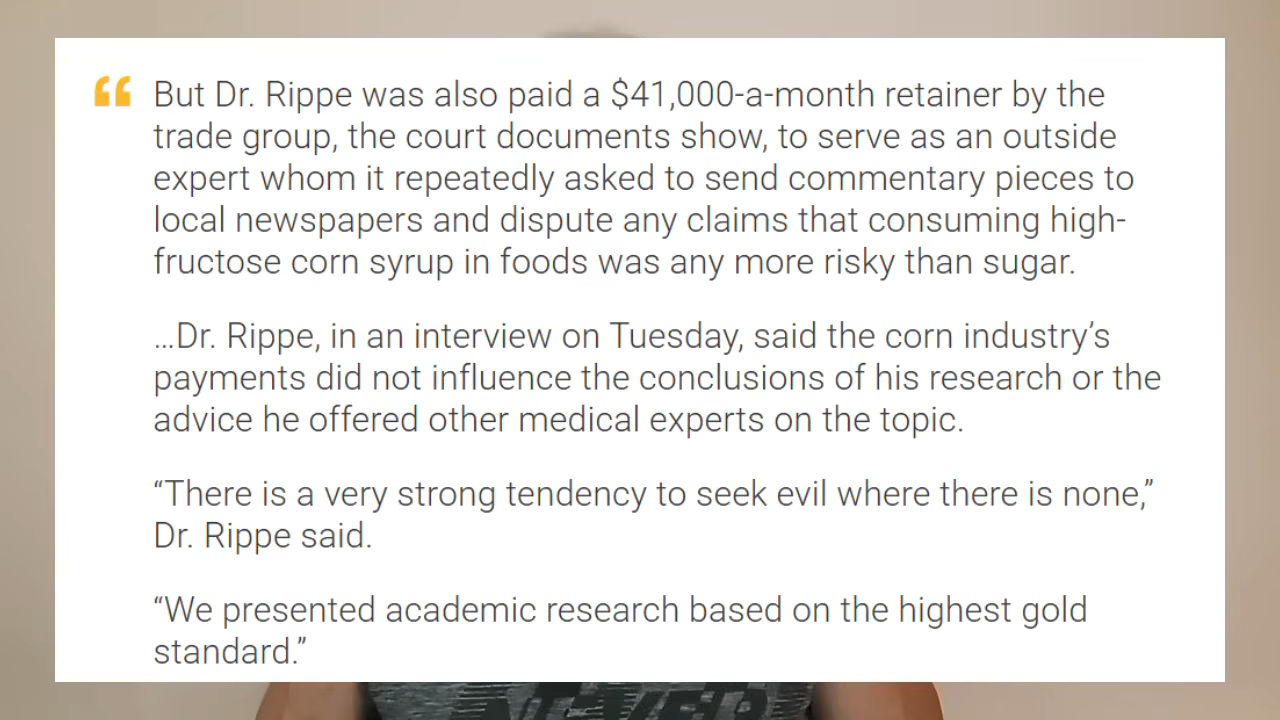 “ But Dr. Rippe was also paid a $41,000-a-month retainer by the
trade group, the court documents show, to serve as an outside
expert whom it repeatedly asked to send commentary pieces to
local newspapers and dispute any claims that consuming high-
fructose corn syrup in foods was any more risky than sugar.
…Dr. Rippe, in an interview on Tuesday, said the corn industry’s
payments did not influence the conclusions of his research or the
advice he offered other medical experts on the topic.
“There is a very strong tendency to seek evil where there is none,”
Dr. Rippe said.
“We presented academic research based on the highest gold
standard.”